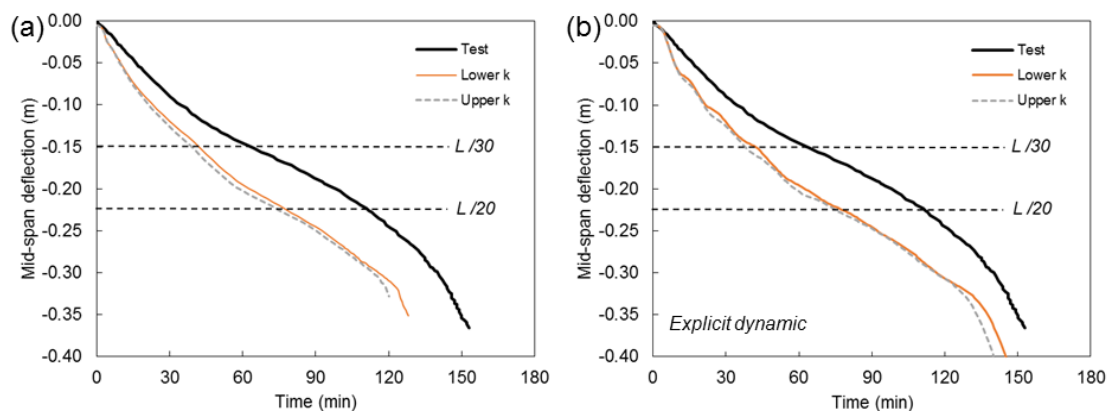 (a)
Mid-span deflection (m)
0.00
-0.05
-0.10
-0.15
-0.20
-0.25
-0.30
-0.35
-0.40
Test
Lower k
Upper k
L /30
L /20
0 30 60 90 120 150 180
Time (min)
(b)
Mid-span deflection (m)
0.00
-0.05
-0.10
-0.15
-0.20
-0.25
-0.30
-0.35
-0.40
Test
Lower k
Upper k
L /30
L /20
Explicit dynamic
0 30 60 90 120 150 180
Time (min)